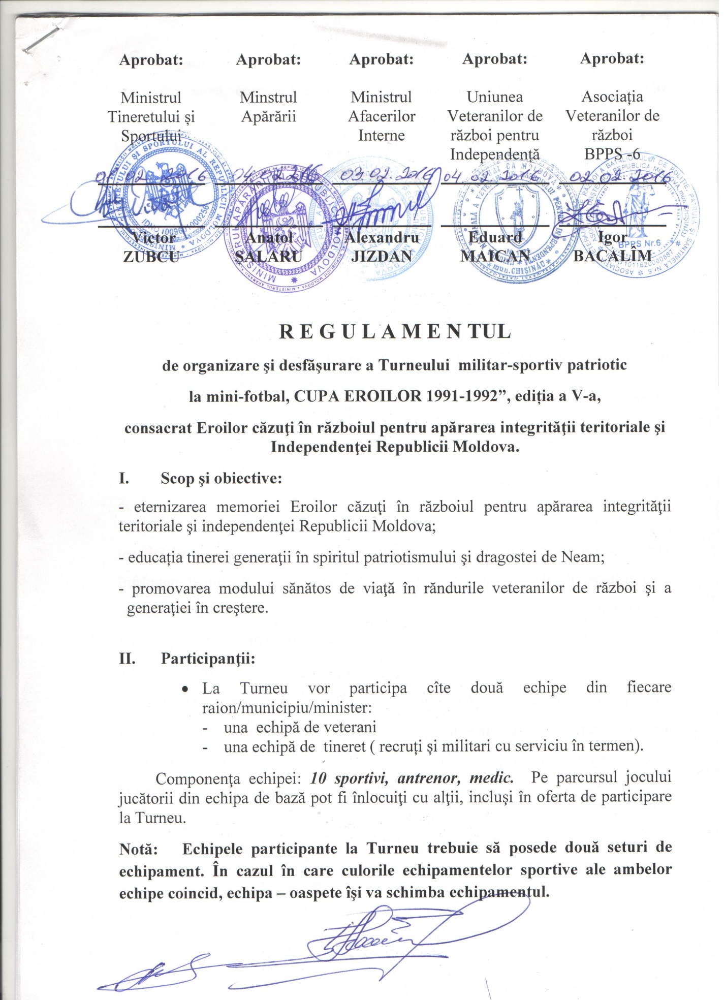 Aprobat: Aprobat: Aprobat: Aprobat: Aprobat:
Ministrul Minstrul Ministrul Uniunea Asociația
Tineretului și Apărării Afacerilor Veteranilor de Veteranilor de
Sportului Interne război pentru război
Independență BPPS -6
01 02 2016 04 02 2016 03 02. 2016 04 02 2016 02 02 2016
Victor Anatol Alexandru Eduard Igor
ZUBCU ȘALARU JIZDAN MAICAN BACALÎM
BPPS Nr.6
mun.CHIȘINĂU
R E G U L A M E N TUL
de organizare şi desfăşurare a Turneului militar-sportiv patriotic
la mini-fotbal, CUPA EROILOR 1991-1992”, ediția a V-a,
consacrat Eroilor căzuţi în războiul pentru apărarea integrităţii teritoriale şi
Independenţei Republicii Moldova.
I. Scop şi obiective:
- eternizarea memoriei Eroilor căzuţi în războiul pentru apărarea integrităţii
teritoriale şi independenţei Republicii Moldova;
- educația tinerei generaţii în spiritul patriotismului şi dragostei de Neam;
- promovarea modului sănătos de viaţă în răndurile veteranilor de război şi a
generaţiei în creştere.
II. Participanţii:
● La Turneu vor participa cîte două echipe din fiecare
raion/municipiu/minister:
- una echipă de veterani
- una echipă de tineret ( recruți și militari cu serviciu în termen).
Componenţa echipei: 10 sportivi, antrenor, medic. Pe parcursul jocului
jucătorii din echipa de bază pot fi înlocuiţi cu alţii, incluşi în oferta de participare
la Turneu.
Notă: Echipele participante la Turneu trebuie să posede două seturi de
echipament. În cazul în care culorile echipamentelor sportive ale ambelor
echipe coincid, echipa – oaspete îşi va schimba echipamentul.